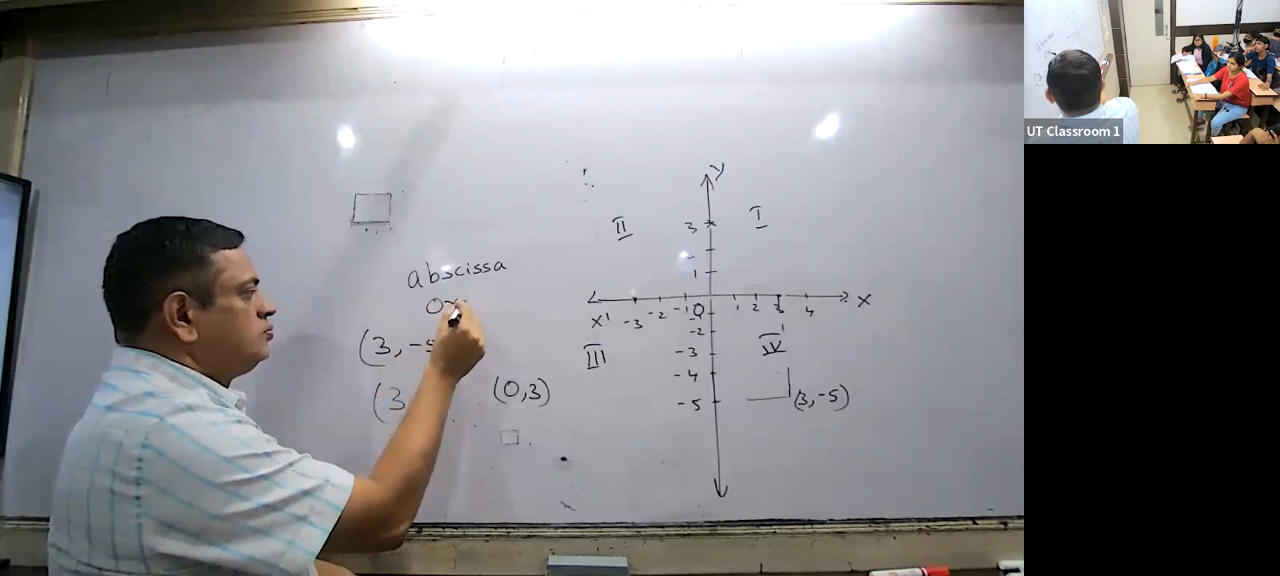 abscissa
(3, -5
(3
(0,3)
y
3
1
II
I
X' -3 -2 -1 0 1 2 3 4 X
-2
III
-3
IV
-4
-5
(3,-5)
UT Classroom 1